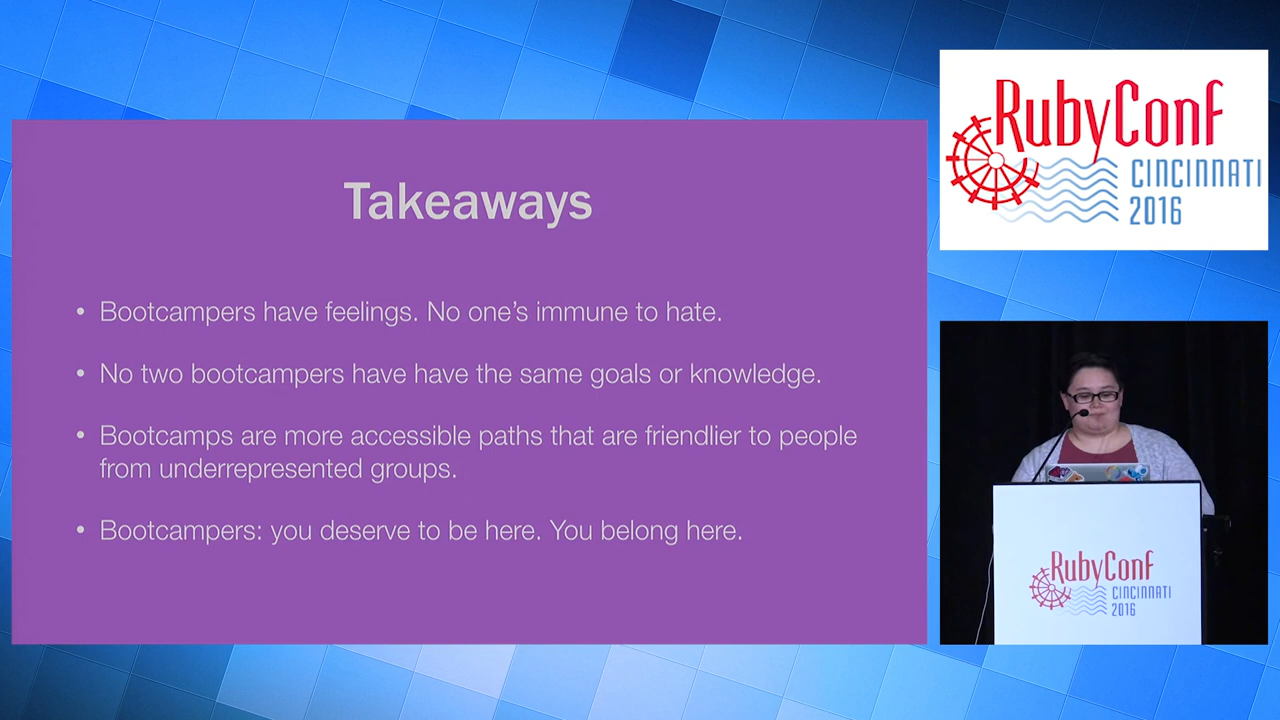 Takeaways
• Bootcampers have feelings. No one’s immune to hate.
• No two bootcampers have have the same goals or knowledge.
• Bootcamps are more accessible paths that are friendlier to people
from underrepresented groups.
• Bootcampers: you deserve to be here. You belong here.
RubyConf
CINCINNATI
2016
RubyConf
CINCINNATI
2016